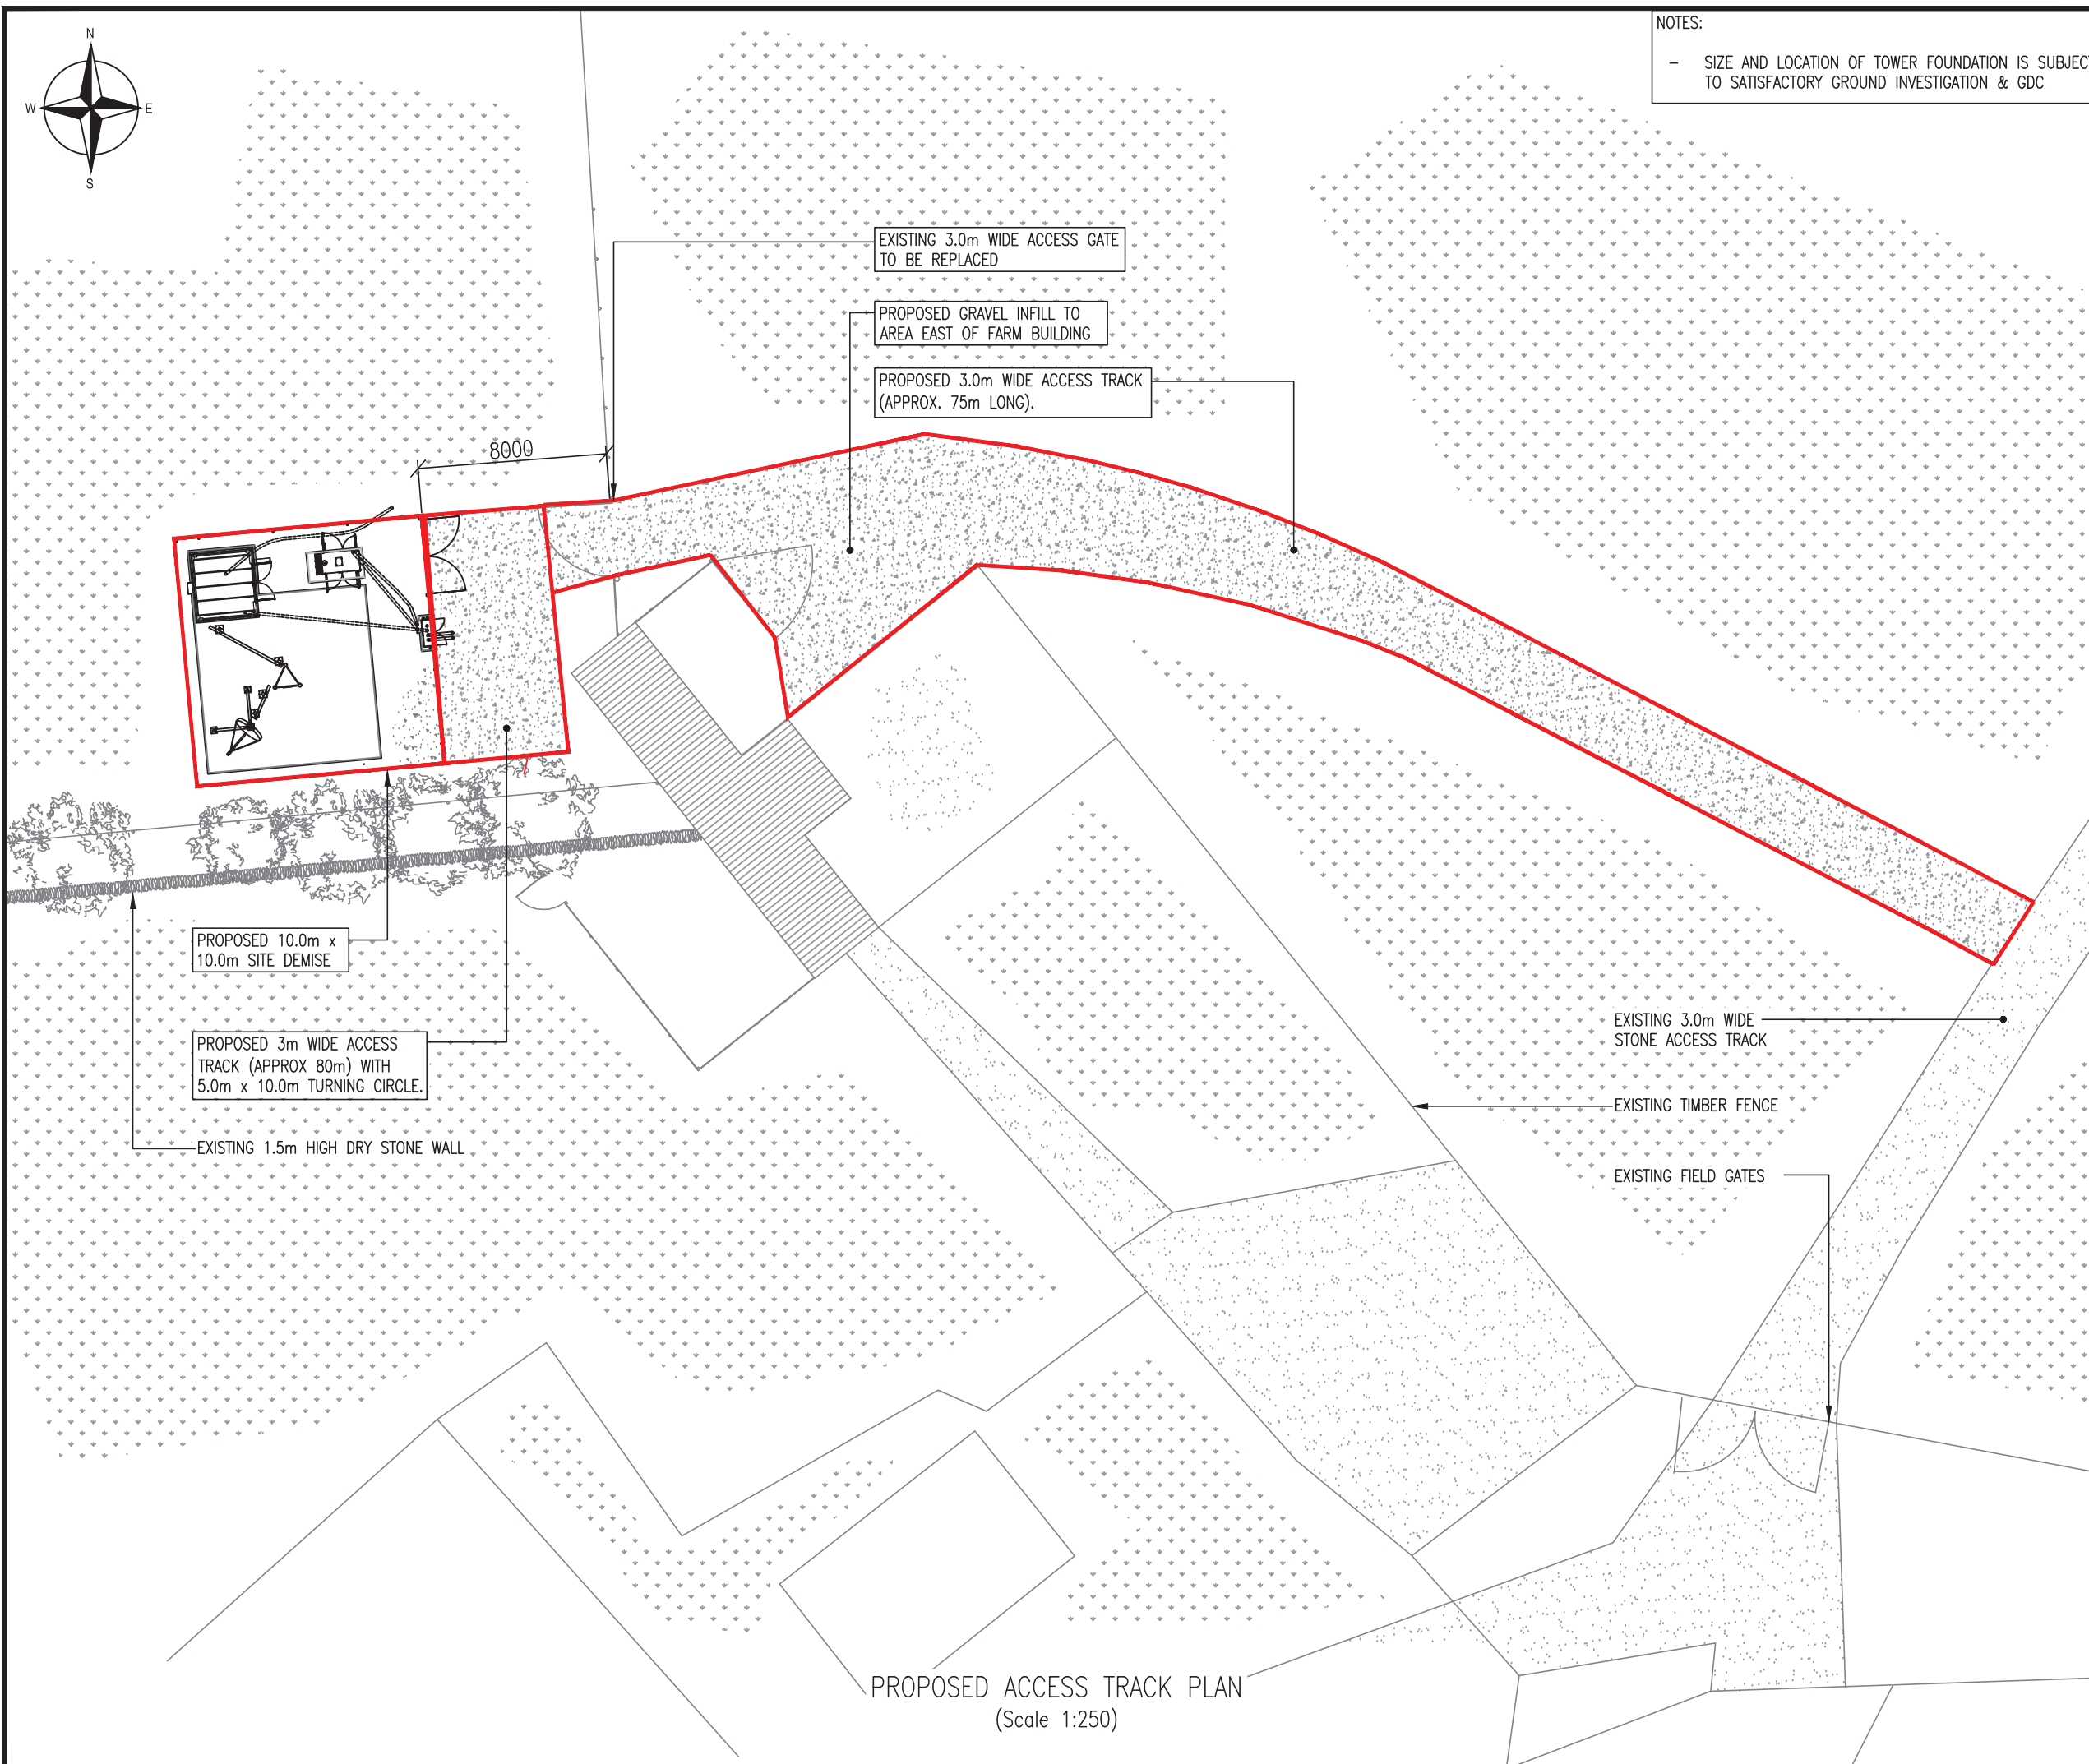 N
W
E
S
NOTES:
– SIZE AND LOCATION OF TOWER FOUNDATION IS SUBJECT
TO SATISFACTORY GROUND INVESTIGATION & GDC
EXISTING 3.0m WIDE ACCESS GATE
TO BE REPLACED
PROPOSED GRAVEL INFILL TO
AREA EAST OF FARM BUILDING
PROPOSED 3.0m WIDE ACCESS TRACK
(APPROX. 75m LONG).
8000
PROPOSED 10.0m x
10.0m SITE DEMISE
PROPOSED 3m WIDE ACCESS
TRACK (APPROX 80m) WITH
5.0m x 10.0m TURNING CIRCLE.
EXISTING 1.5m HIGH DRY STONE WALL
EXISTING 3.0m WIDE
STONE ACCESS TRACK
EXISTING TIMBER FENCE
EXISTING FIELD GATES
PROPOSED ACCESS TRACK PLAN
(Scale 1:250)